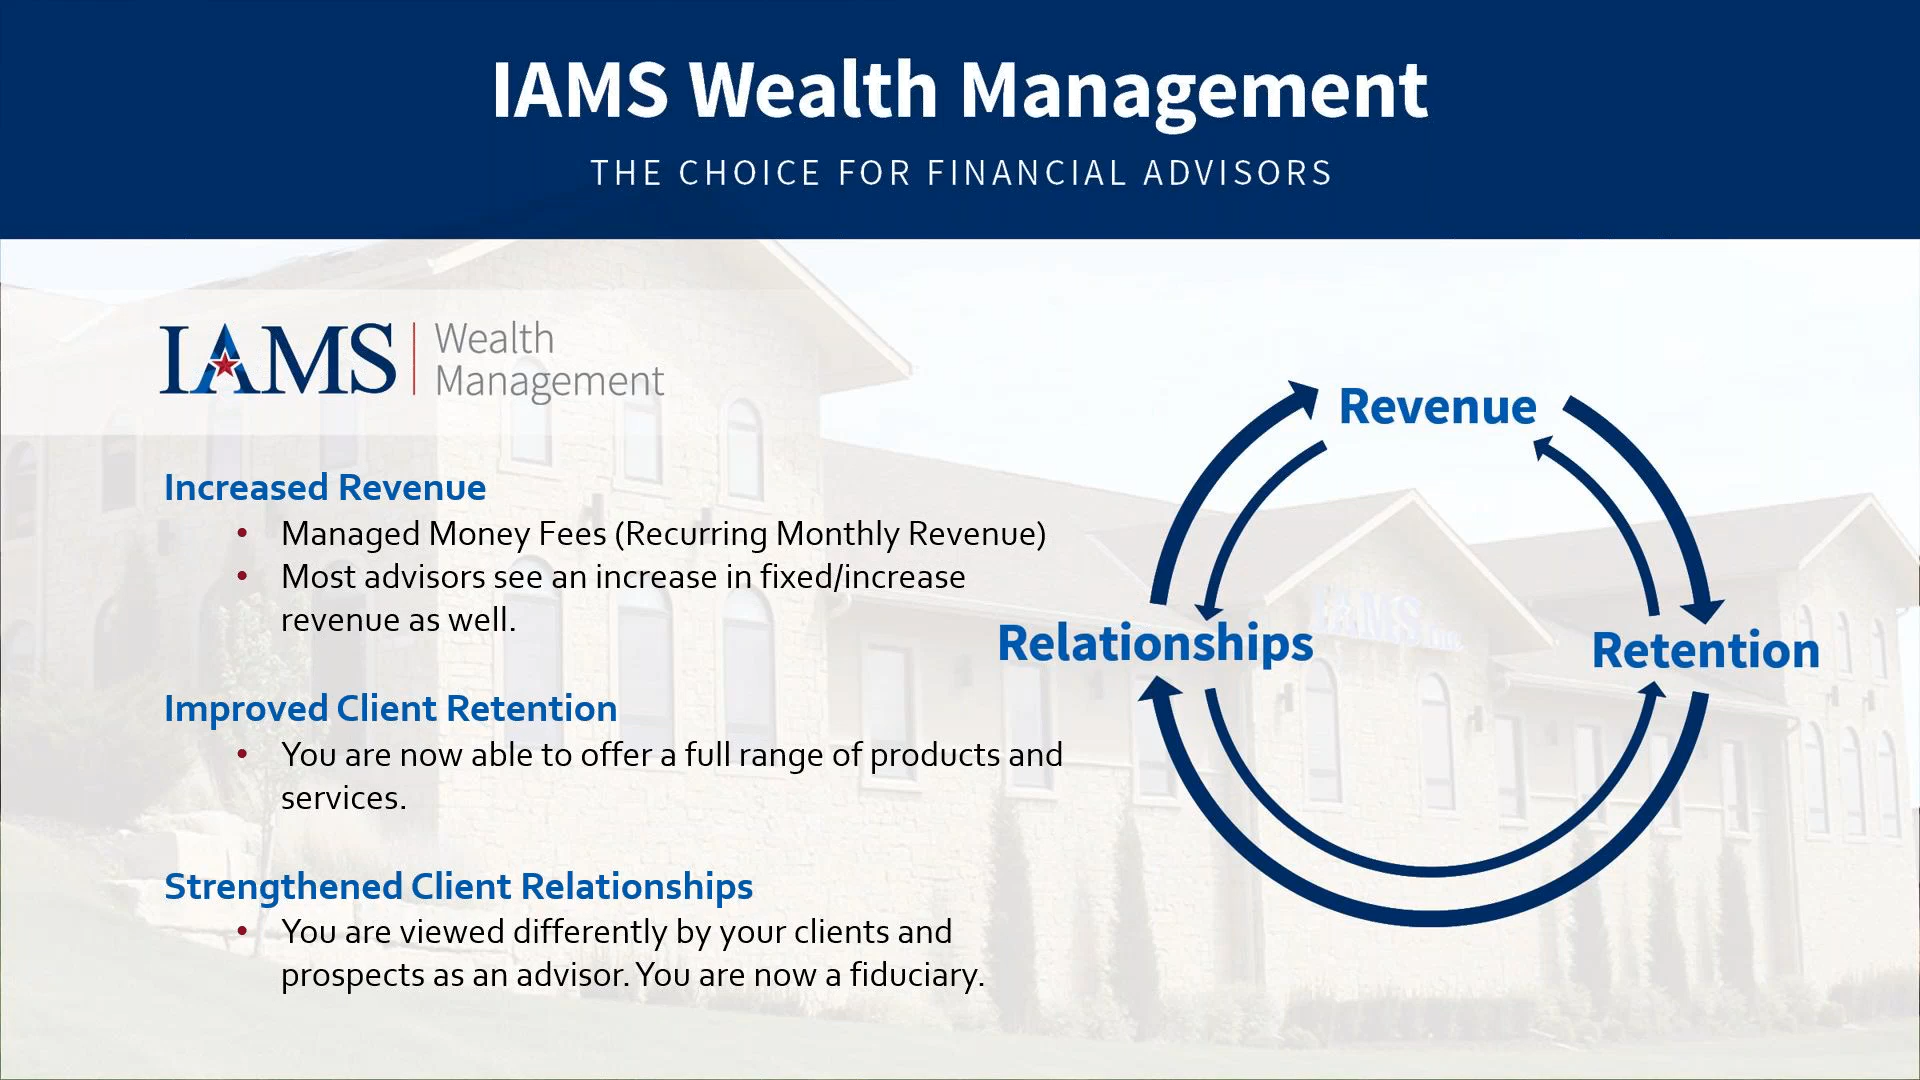 IAMS Wealth Management
THE CHOICE FOR FINANCIAL ADVISORS
IAMS | Wealth
Management
Increased Revenue
• Managed Money Fees (Recurring Monthly Revenue)
• Most advisors see an increase in fixed/increase
revenue as well.
Improved Client Retention
• You are now able to offer a full range of products and
services.
Strengthened Client Relationships
• You are viewed differently by your clients and
prospects as an advisor. You are now a fiduciary.
Revenue
Relationships
Retention
IAMS Inc.